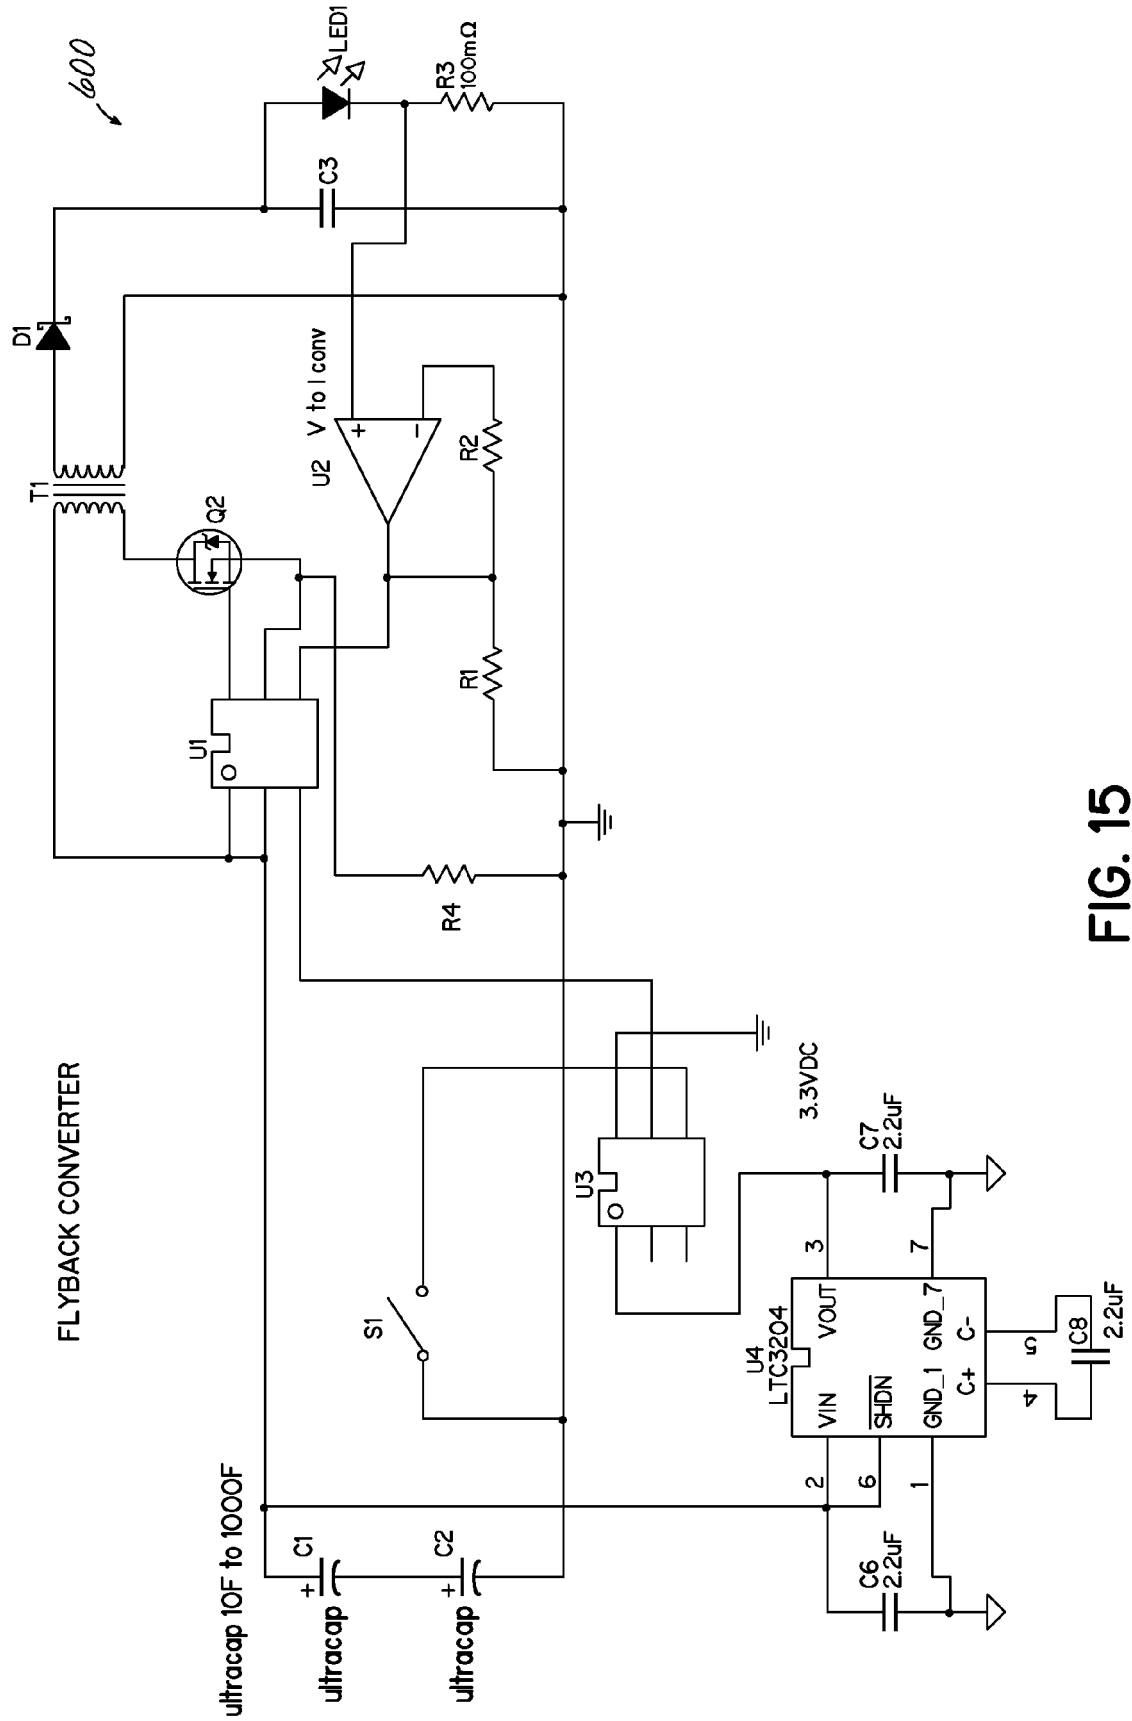 FLYBACK CONVERTER
600
ultracap 10F to 1000F
C1
+
ultracap
C2
+
ultracap
S1
U1
T1
D1
Q2
U2
V to I conv
+
−
R1
R2
R4
C3
LED1
R3
100mΩ
U3
3.3VDC
U4
LTC3204
VIN
VOUT
SHDN
GND_1
GND_7
C+
C-
2
6
1
3
7
4
5
C6
2.2uF
C7
2.2uF
C8
2.2uF
FIG. 15